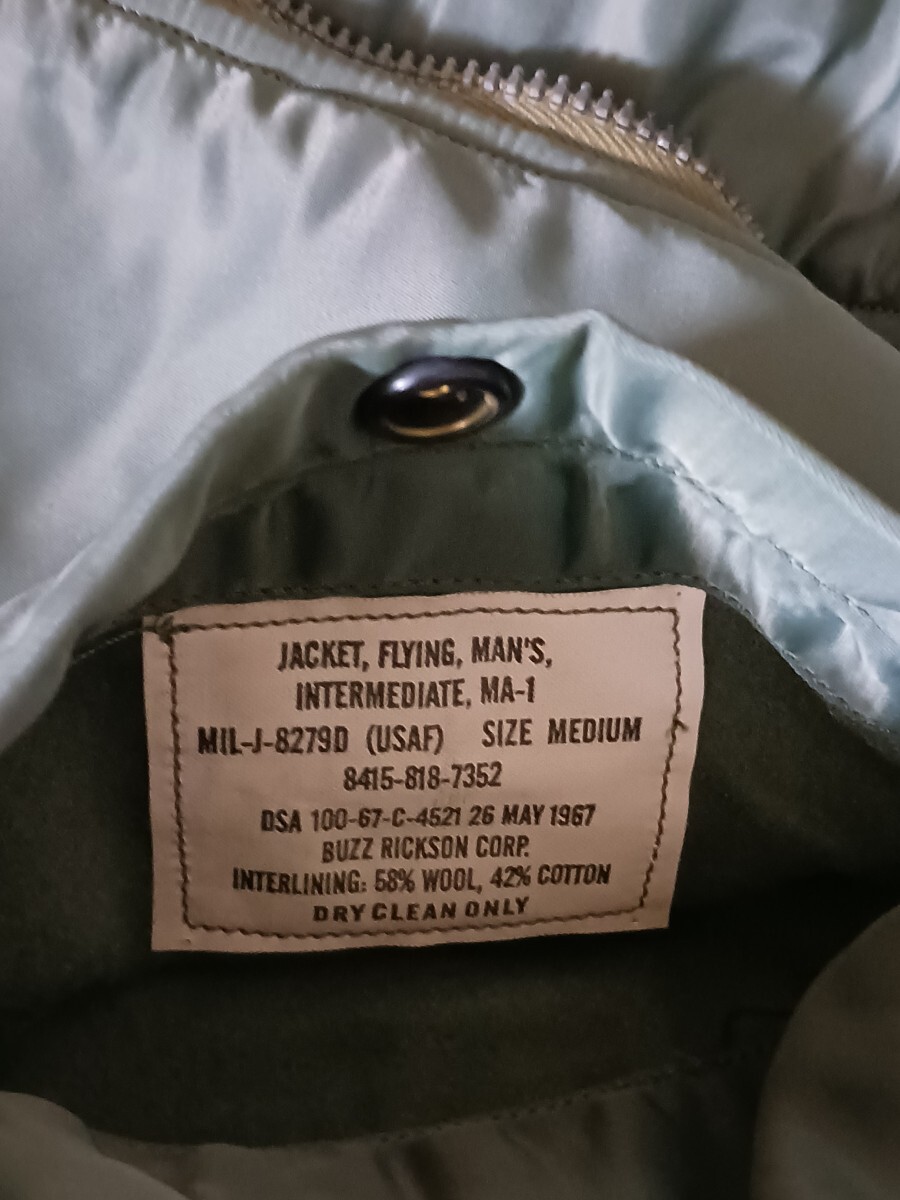 JACKET, FLYING, MAN'S,
INTERMEDIATE, MA-1
MIL-J-8279D (USAF) SIZE MEDIUM
8415-818-7352
DSA 100-67-C-4521 26 MAY 1967
BUZZ RICKSON CORP.
INTERLINING: 58% WOOL, 42% COTTON
DRY CLEAN ONLY